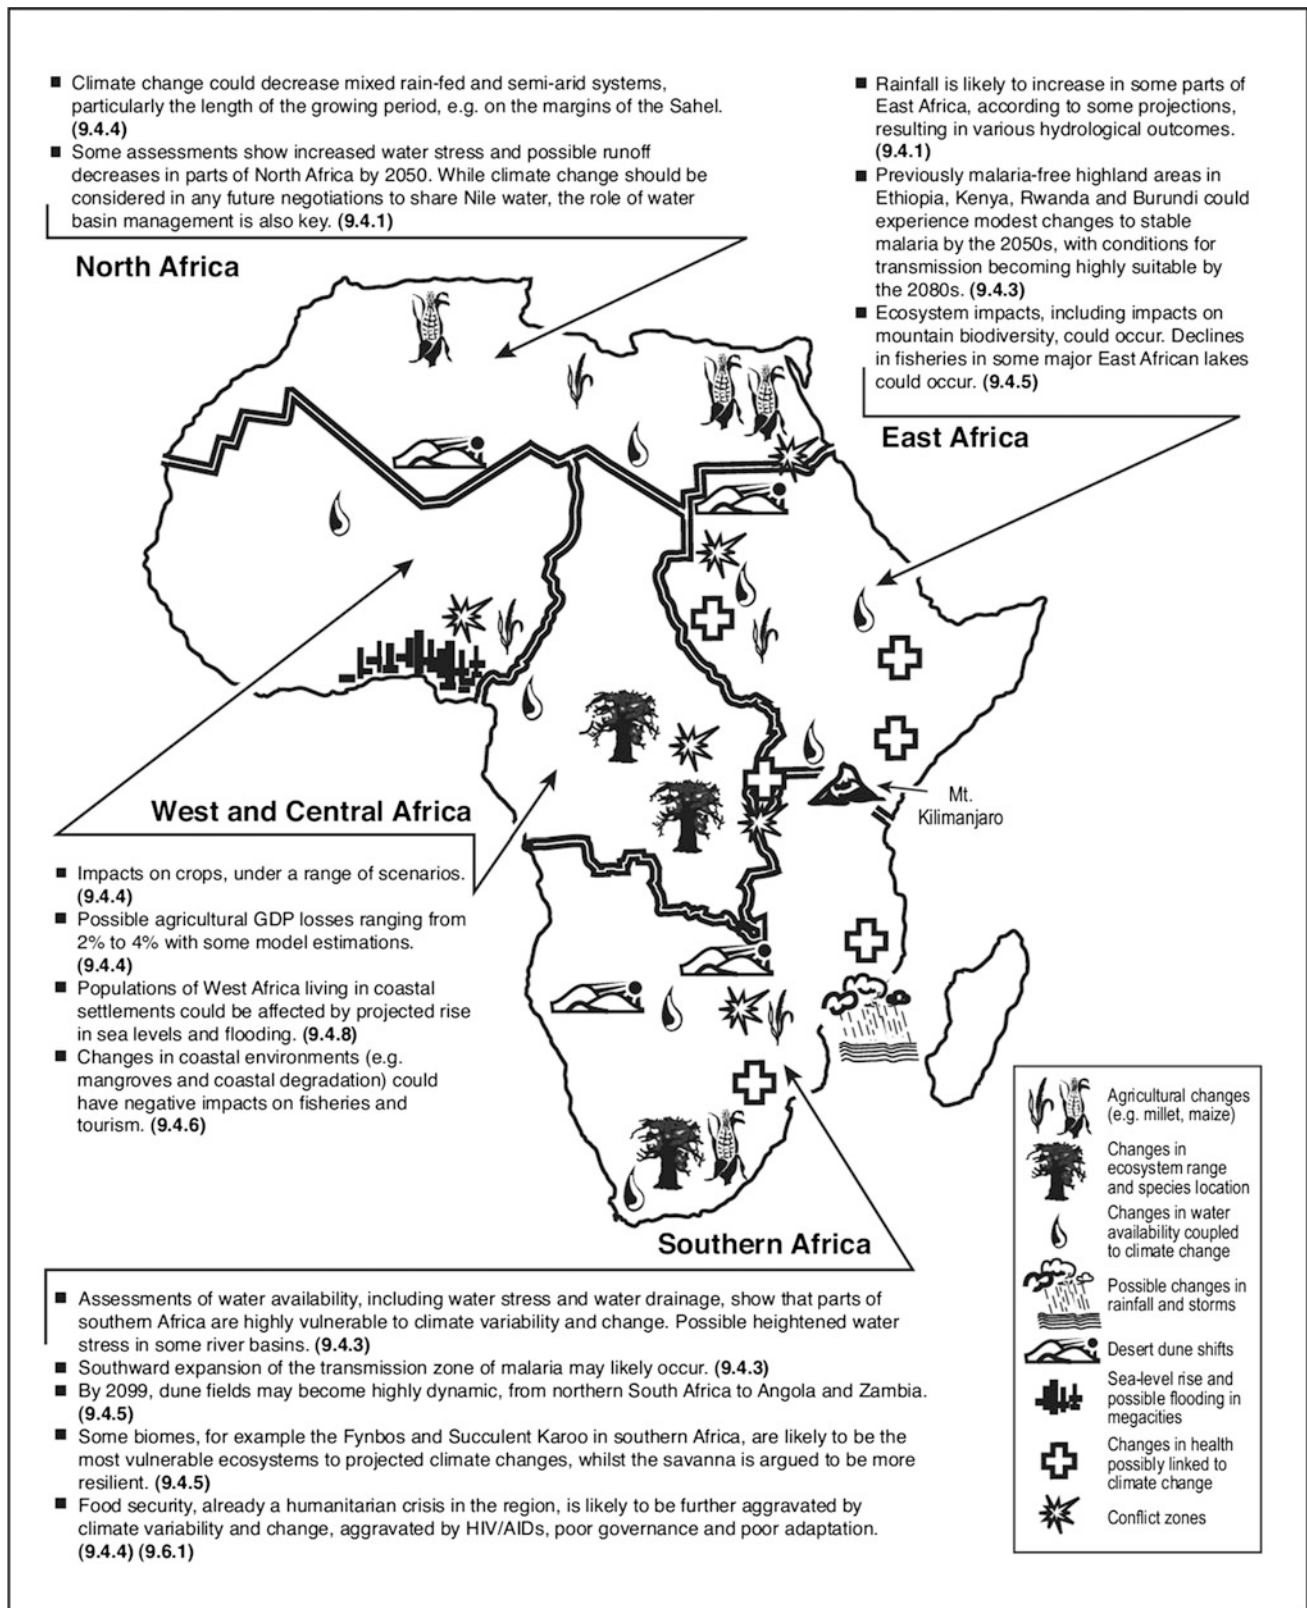 ■ Climate change could decrease mixed rain-fed and semi-arid systems,
particularly the length of the growing period, e.g. on the margins of the Sahel.
(9.4.4)
■ Some assessments show increased water stress and possible runoff
decreases in parts of North Africa by 2050. While climate change should be
considered in any future negotiations to share Nile water, the role of water
basin management is also key. (9.4.1)
North Africa
■ Rainfall is likely to increase in some parts of
East Africa, according to some projections,
resulting in various hydrological outcomes.
(9.4.1)
■ Previously malaria-free highland areas in
Ethiopia, Kenya, Rwanda and Burundi could
experience modest changes to stable
malaria by the 2050s, with conditions for
transmission becoming highly suitable by
the 2080s. (9.4.3)
■ Ecosystem impacts, including impacts on
mountain biodiversity, could occur. Declines
in fisheries in some major East African lakes
could occur. (9.4.5)
East Africa
Mt.
Kilimanjaro
West and Central Africa
■ Impacts on crops, under a range of scenarios.
(9.4.4)
■ Possible agricultural GDP losses ranging from
2% to 4% with some model estimations.
(9.4.4)
■ Populations of West Africa living in coastal
settlements could be affected by projected rise
in sea levels and flooding. (9.4.8)
■ Changes in coastal environments (e.g.
mangroves and coastal degradation) could
have negative impacts on fisheries and
tourism. (9.4.6)
Southern Africa
■ Assessments of water availability, including water stress and water drainage, show that parts of
southern Africa are highly vulnerable to climate variability and change. Possible heightened water
stress in some river basins. (9.4.3)
■ Southward expansion of the transmission zone of malaria may likely occur. (9.4.3)
■ By 2099, dune fields may become highly dynamic, from northern South Africa to Angola and Zambia.
(9.4.5)
■ Some biomes, for example the Fynbos and Succulent Karoo in southern Africa, are likely to be the
most vulnerable ecosystems to projected climate changes, whilst the savanna is argued to be more
resilient. (9.4.5)
■ Food security, already a humanitarian crisis in the region, is likely to be further aggravated by
climate variability and change, aggravated by HIV/AIDs, poor governance and poor adaptation.
(9.4.4) (9.6.1)
Agricultural changes
(e.g. millet, maize)
Changes in
ecosystem range
and species location
Changes in water
availability coupled
to climate change
Possible changes in
rainfall and storms
Desert dune shifts
Sea-level rise and
possible flooding in
megacities
Changes in health
possibly linked to
climate change
Conflict zones